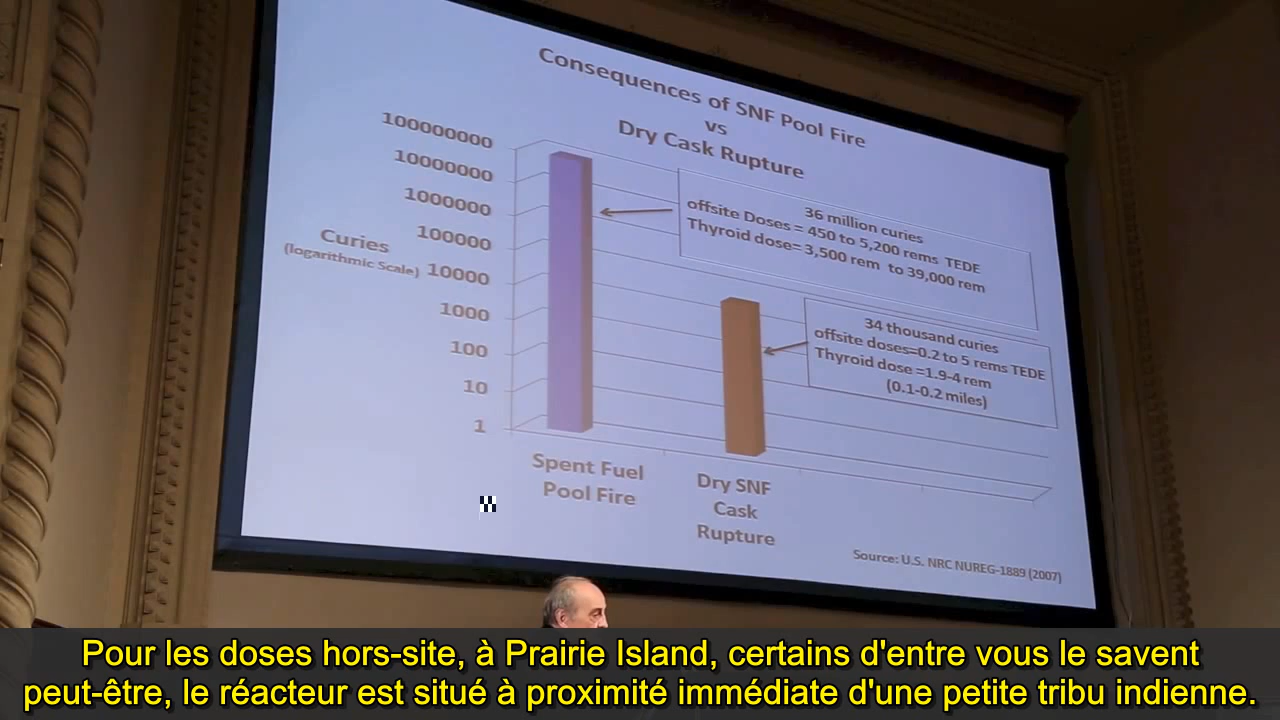 Consequences of SNF Pool Fire
vs
Dry Cask Rupture
100000000
10000000
1000000
100000
10000
1000
100
10
1
Curies
(logarithmic Scale)
36 million curies
offsite Doses = 450 to 5,200 rems TEDE
Thyroid dose= 3,500 rem to 39,000 rem
34 thousand curies
offsite doses=0.2 to 5 rems TEDE
Thyroid dose =1.9-4 rem
(0.1-0.2 miles)
Spent Fuel
Pool Fire
Dry SNF
Cask
Rupture
Source: U.S. NRC NUREG-1889 (2007)
Pour les doses hors-site, à Prairie Island, certains d'entre vous le savent
peut-être, le réacteur est situé à proximité immédiate d'une petite tribu indienne.